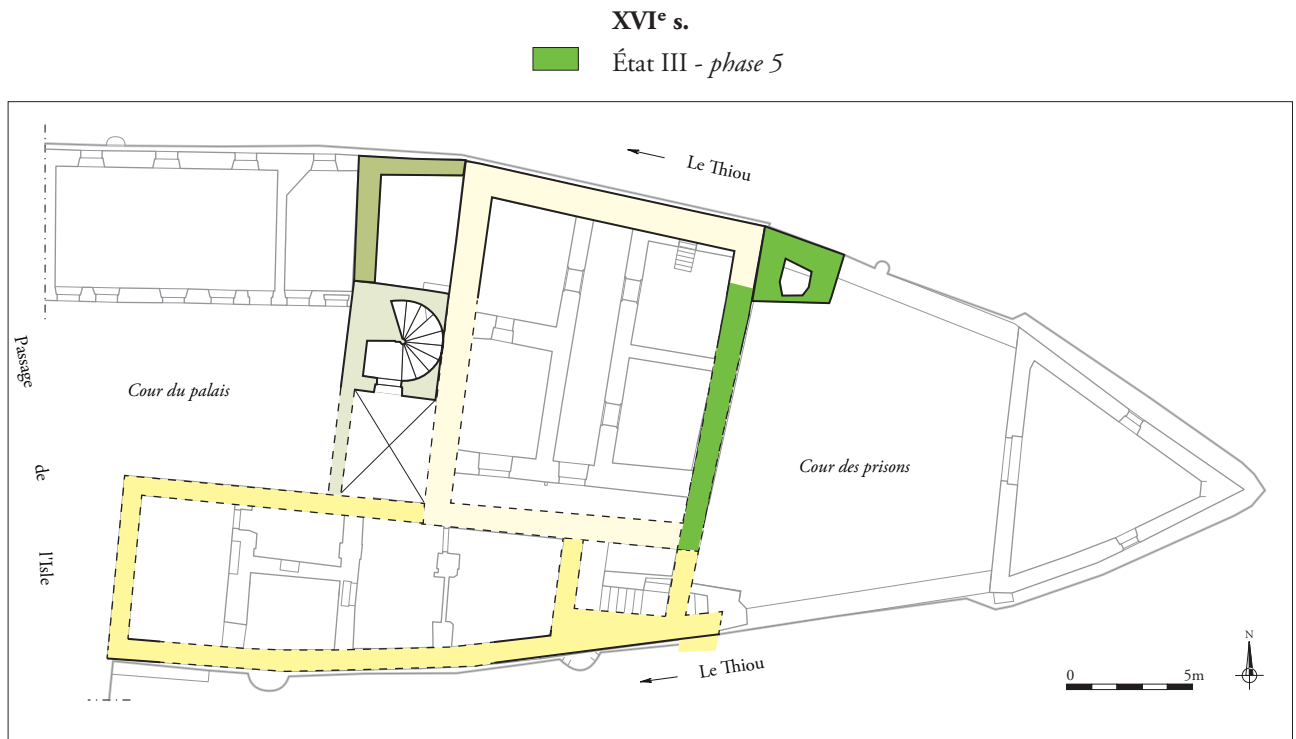 XVIᵉ s.
État III - phase 5
Le Thiou
Passage
de
l'Isle
Cour du palais
Cour des prisons
Le Thiou
0 5m
N